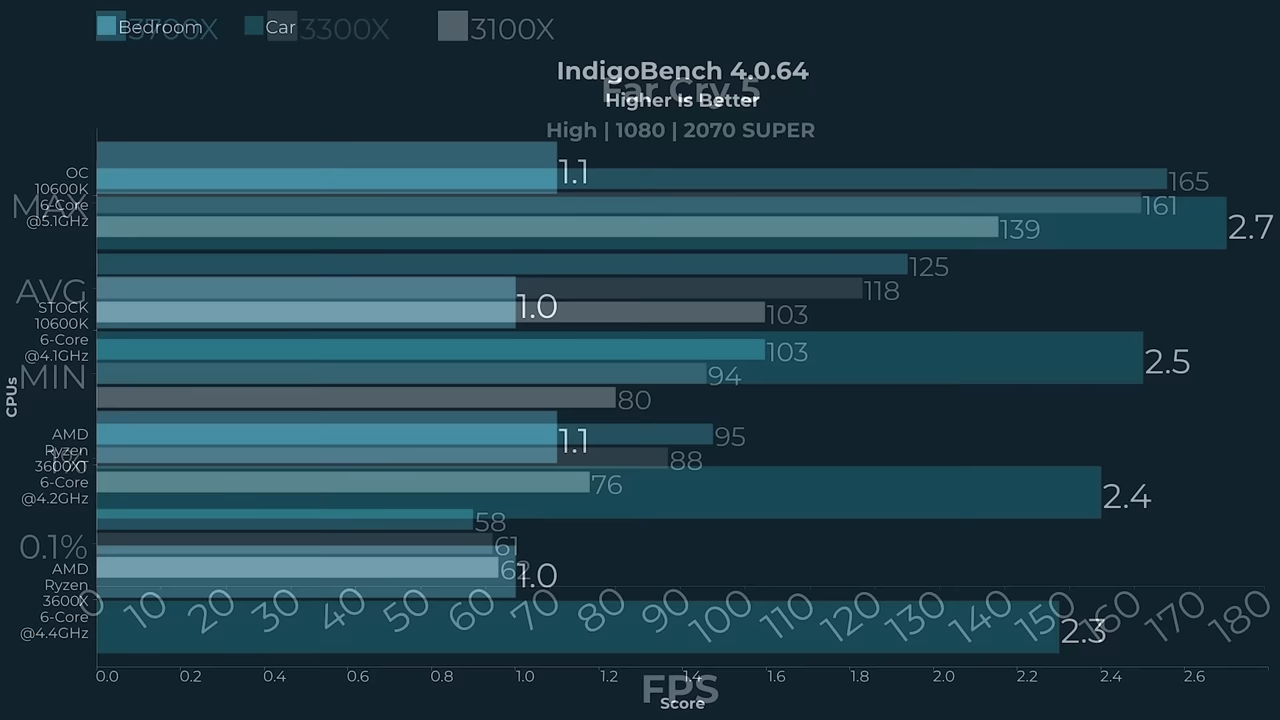 Bedroom
Car
3700X
3300X
3100X
IndigoBench 4.0.64
Far Cry 5
Higher Is Better
High | 1080 | 2070 SUPER
OC
10600K
6-Core
@5.1GHz
MAX
1.1
165
161
139
2.7
125
AVG
118
STOCK
10600K
6-Core
@4.1GHz
1.0
103
103
94
2.5
MIN
80
CPUs
AMD
Ryzen
3600XT
6-Core
@4.2GHz
1.1
95
88
76
2.4
58
0.1%
61
62
1.0
AMD
Ryzen
3600X
6-Core
@4.4GHz
2.3
0 10 20 30 40 50 60 70 80 90 100 110 120 130 140 150 160 170 180
0.0 0.2 0.4 0.6 0.8 1.0 1.2 1.4 1.6 1.8 2.0 2.2 2.4 2.6
FPS
Score